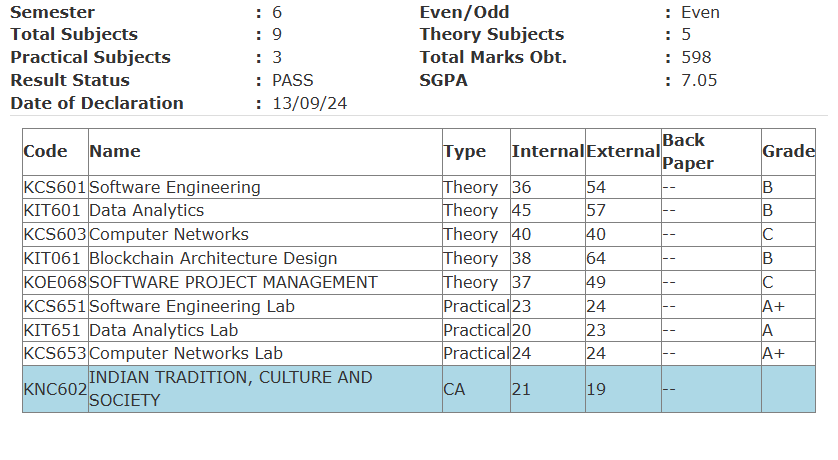 Semester : 6 Even/Odd : Even
Total Subjects : 9 Theory Subjects : 5
Practical Subjects : 3 Total Marks Obt. : 598
Result Status : PASS SGPA : 7.05
Date of Declaration : 13/09/24
Code Name Type Internal External Back Paper Grade
KCS601 Software Engineering Theory 36 54 -- B
KIT601 Data Analytics Theory 45 57 -- B
KCS603 Computer Networks Theory 40 40 -- C
KIT061 Blockchain Architecture Design Theory 38 64 -- B
KOE068 SOFTWARE PROJECT MANAGEMENT Theory 37 49 -- C
KCS651 Software Engineering Lab Practical 23 24 -- A+
KIT651 Data Analytics Lab Practical 20 23 -- A
KCS653 Computer Networks Lab Practical 24 24 -- A+
KNC602 INDIAN TRADITION, CULTURE AND SOCIETY CA 21 19 --